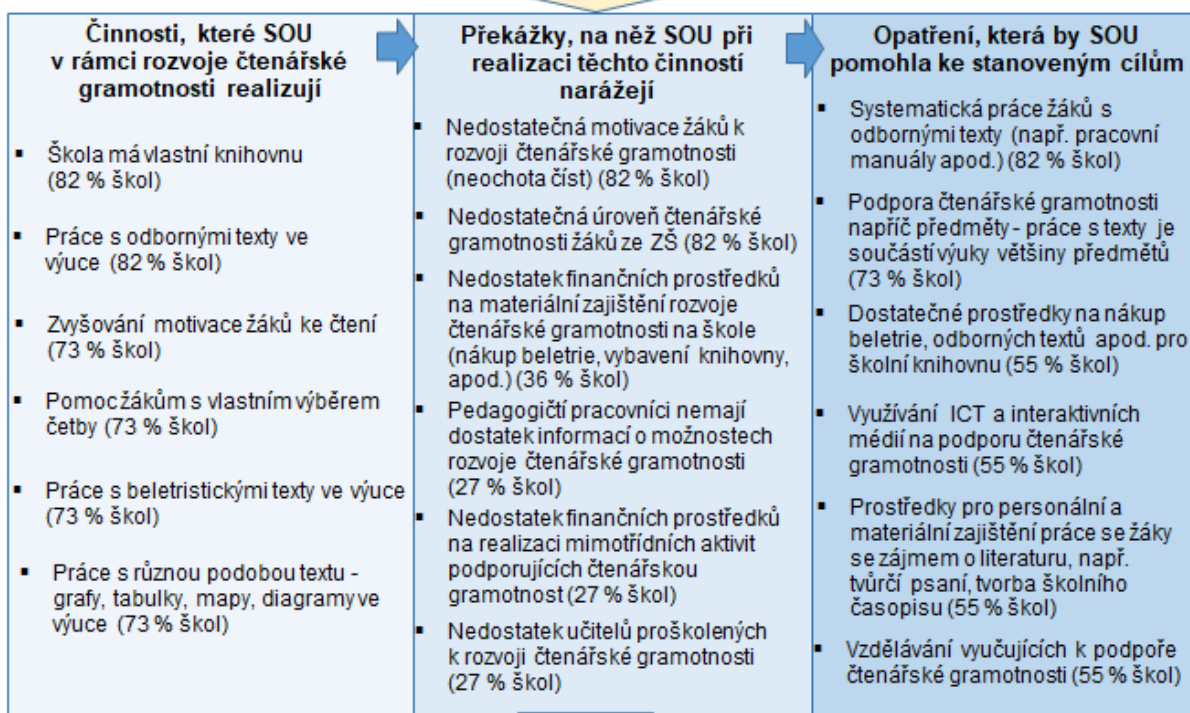 Činnosti, které SOU
v rámci rozvoje čtenářské
gramotnosti realizují
▪ Škola má vlastní knihovnu
(82 % škol)
▪ Práce s odbornými texty ve
výuce (82 % škol)
▪ Zvyšování motivace žáků ke čtení
(73 % škol)
▪ Pomoc žákům s vlastním výběrem
četby (73 % škol)
▪ Práce s beletristickými texty ve výuce
(73 % škol)
▪ Práce s různou podobou textu -
grafy, tabulky, mapy, diagramy ve
výuce (73 % škol)
Překážky, na něž SOU při
realizaci těchto činností
narážejí
▪ Nedostatečná motivace žáků k
rozvoji čtenářské gramotnosti
(neochota číst) (82 % škol)
▪ Nedostatečná úroveň čtenářské
gramotnosti žáků ze ZŠ (82 % škol)
▪ Nedostatek finančních prostředků
na materiální zajištění rozvoje
čtenářské gramotnosti na škole
(nákup beletrie, vybavení knihovny,
apod.) (36 % škol)
▪ Pedagogičtí pracovníci nemají
dostatek informací o možnostech
rozvoje čtenářské gramotnosti
(27 % škol)
▪ Nedostatek finančních prostředků
na realizaci mimotřídních aktivit
podporujících čtenářskou
gramotnost (27 % škol)
▪ Nedostatek učitelů proškolených
k rozvoji čtenářské gramotnosti
(27 % škol)
Opatření, která by SOU
pomohla ke stanoveným cílům
▪ Systematická práce žáků s
odbornými texty (např. pracovní
manuály apod.) (82 % škol)
▪ Podpora čtenářské gramotnosti
napříč předměty - práce s texty je
součástí výuky většiny předmětů
(73 % škol)
▪ Dostatečné prostředky na nákup
beletrie, odborných textů apod. pro
školní knihovnu (55 % škol)
▪ Využívání ICT a interaktivních
médií na podporu čtenářské
gramotnosti (55 % škol)
▪ Prostředky pro personální a
materiální zajištění práce se žáky
se zájmem o literaturu, např.
tvůrčí psaní, tvorba školního
časopisu (55 % škol)
▪ Vzdělávání vyučujících k podpoře
čtenářské gramotnosti (55 % škol)